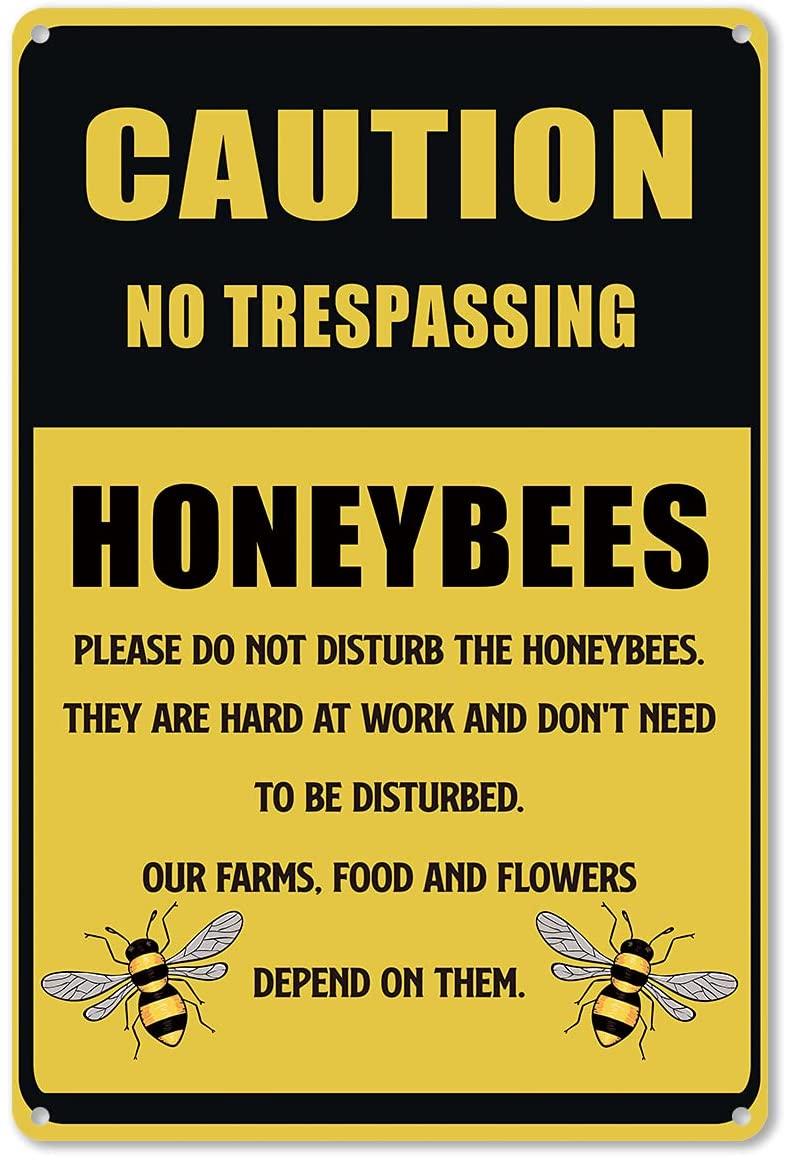 CAUTION
NO TRESPASSING
HONEYBEES
PLEASE DO NOT DISTURB THE HONEYBEES.
THEY ARE HARD AT WORK AND DON'T NEED
TO BE DISTURBED.
OUR FARMS, FOOD AND FLOWERS
DEPEND ON THEM.